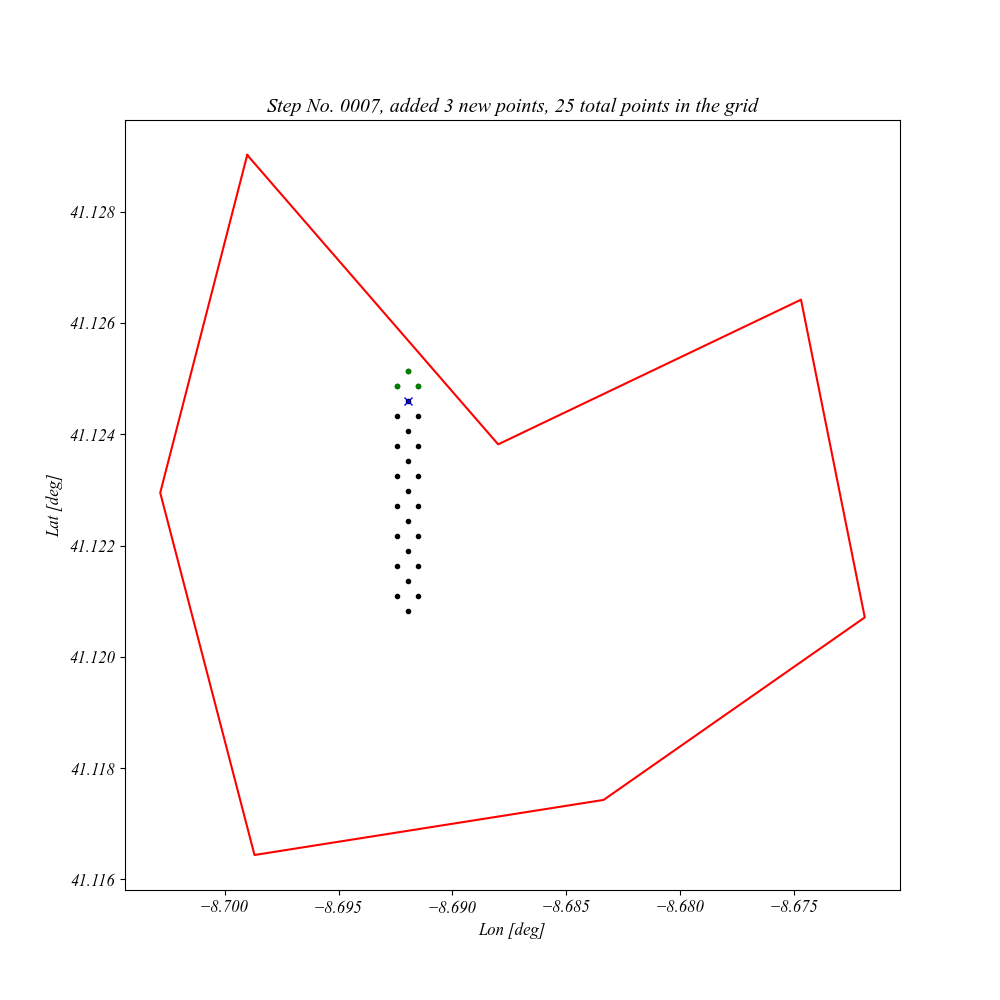 Step No. 0007, added 3 new points, 25 total points in the grid
41.128
41.126
41.124
41.122
41.120
41.118
41.116
Lat [deg]
−8.700 −8.695 −8.690 −8.685 −8.680 −8.675
Lon [deg]